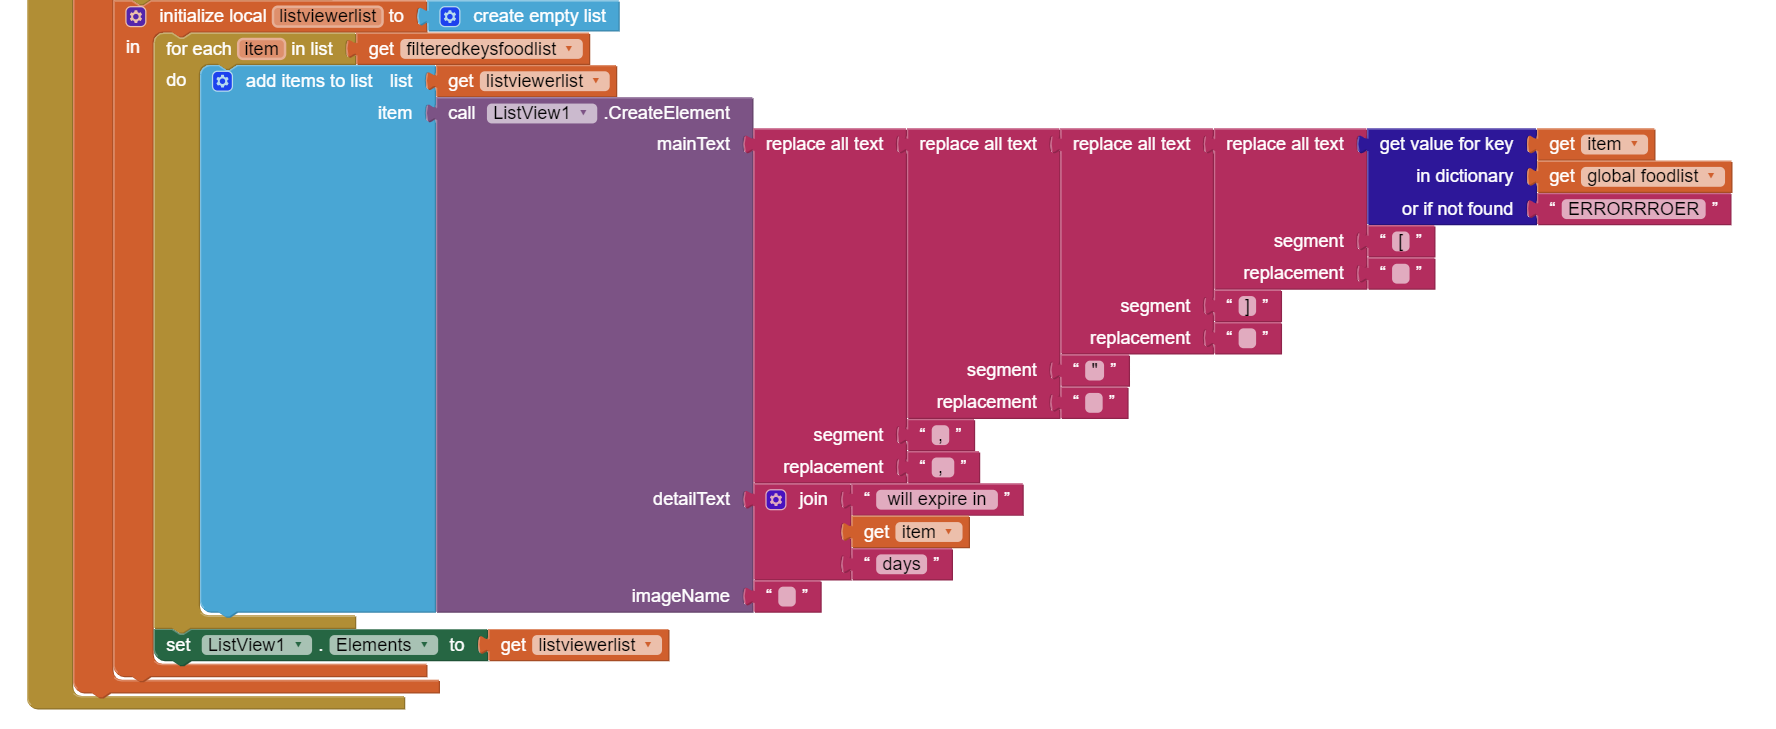 initialize local listviewerlist to create empty list
in for each item in list get filteredkeysfoodlist
do add items to list list get listviewerlist
item call ListView1 .CreateElement
mainText replace all text replace all text replace all text replace all text get value for key get item
in dictionary get global foodlist
or if not found “ ERRORRROER ”
segment “ [ ”
replacement “ ”
segment “ ] ”
replacement “ ”
segment “ " ”
replacement “ ”
segment “ , ”
replacement “ , ”
detailText join “ will expire in ”
get item
“ days ”
imageName “ ”
set ListView1 . Elements to get listviewerlist